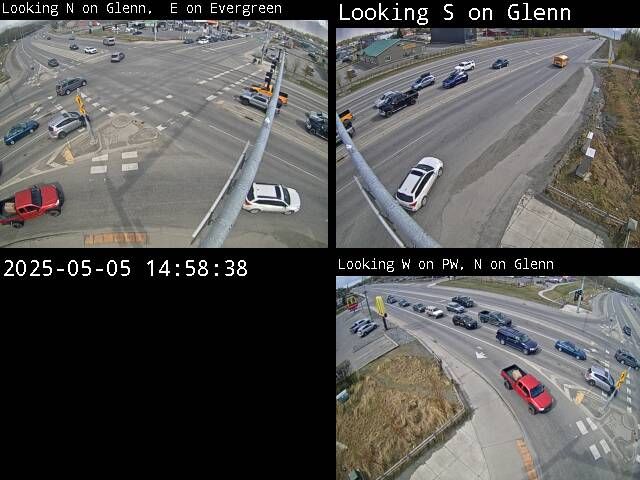 Looking N on Glenn,  E on Evergreen
Looking S on Glenn
2025-05-05 14:58:38
Looking W on PW, N on Glenn